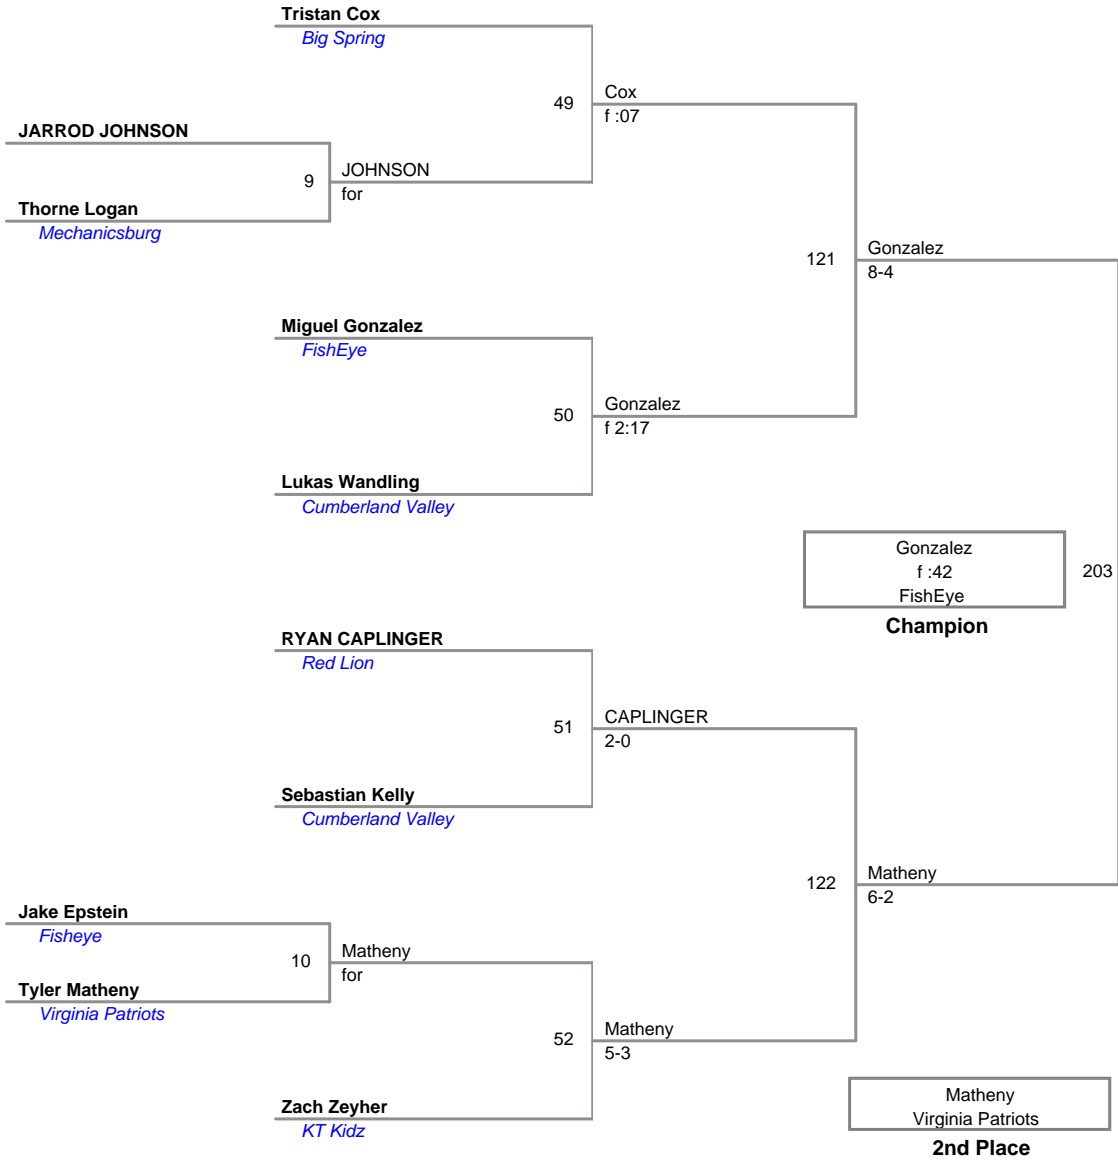 Tristan Cox
Big Spring
49
Cox
f :07
JARROD JOHNSON
9
JOHNSON
for
Thorne Logan
Mechanicsburg
121
Gonzalez
8-4
Miguel Gonzalez
FishEye
50
Gonzalez
f 2:17
Lukas Wandling
Cumberland Valley
Gonzalez
f :42
FishEye
203
Champion
RYAN CAPLINGER
Red Lion
51
CAPLINGER
2-0
Sebastian Kelly
Cumberland Valley
122
Matheny
6-2
Jake Epstein
Fisheye
10
Matheny
for
Tyler Matheny
Virginia Patriots
52
Matheny
5-3
Zach Zeyher
KT Kidz
Matheny
Virginia Patriots
2nd Place